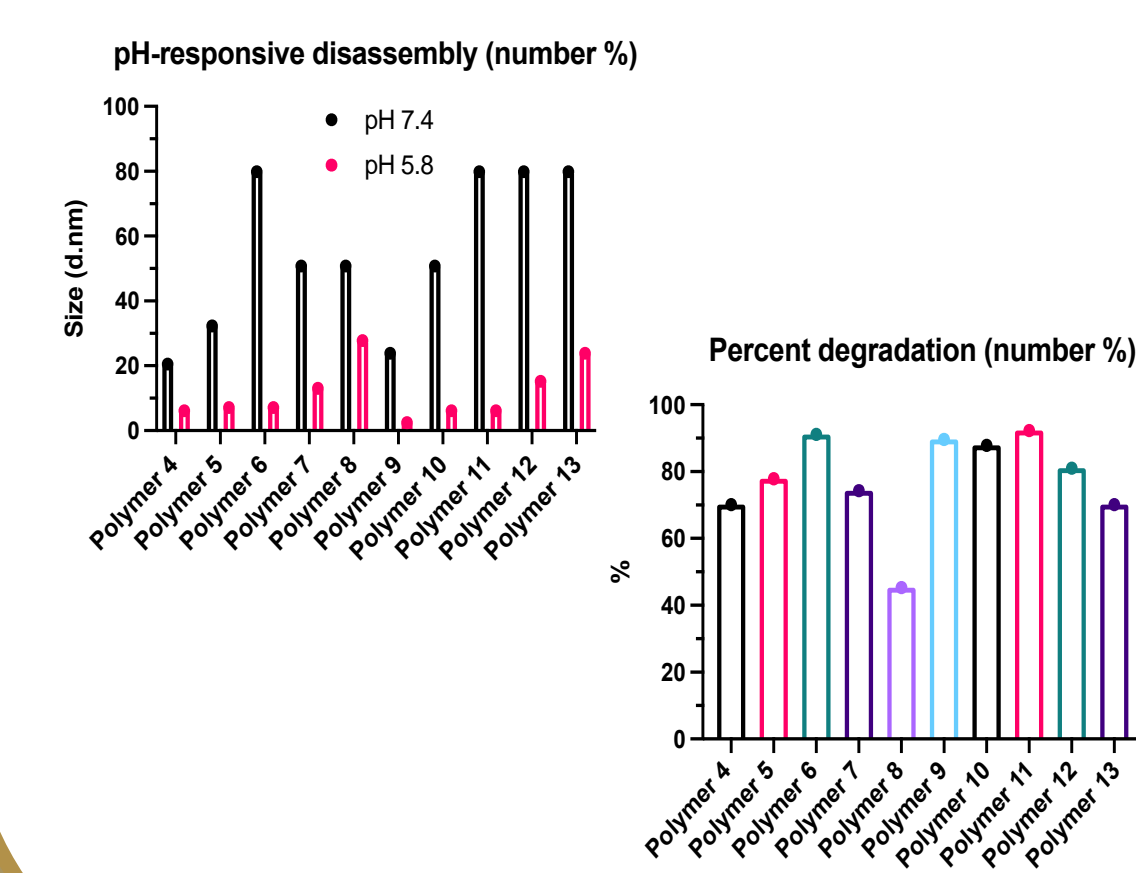 pH-responsive disassembly (number %)
pH 7.4
pH 5.8
Size (d.nm)
100
80
60
40
20
0
Polymer 4
Polymer 5
Polymer 6
Polymer 7
Polymer 8
Polymer 9
Polymer 10
Polymer 11
Polymer 12
Polymer 13
Percent degradation (number %)
%
100
80
60
40
20
0
Polymer 4
Polymer 5
Polymer 6
Polymer 7
Polymer 8
Polymer 9
Polymer 10
Polymer 11
Polymer 12
Polymer 13